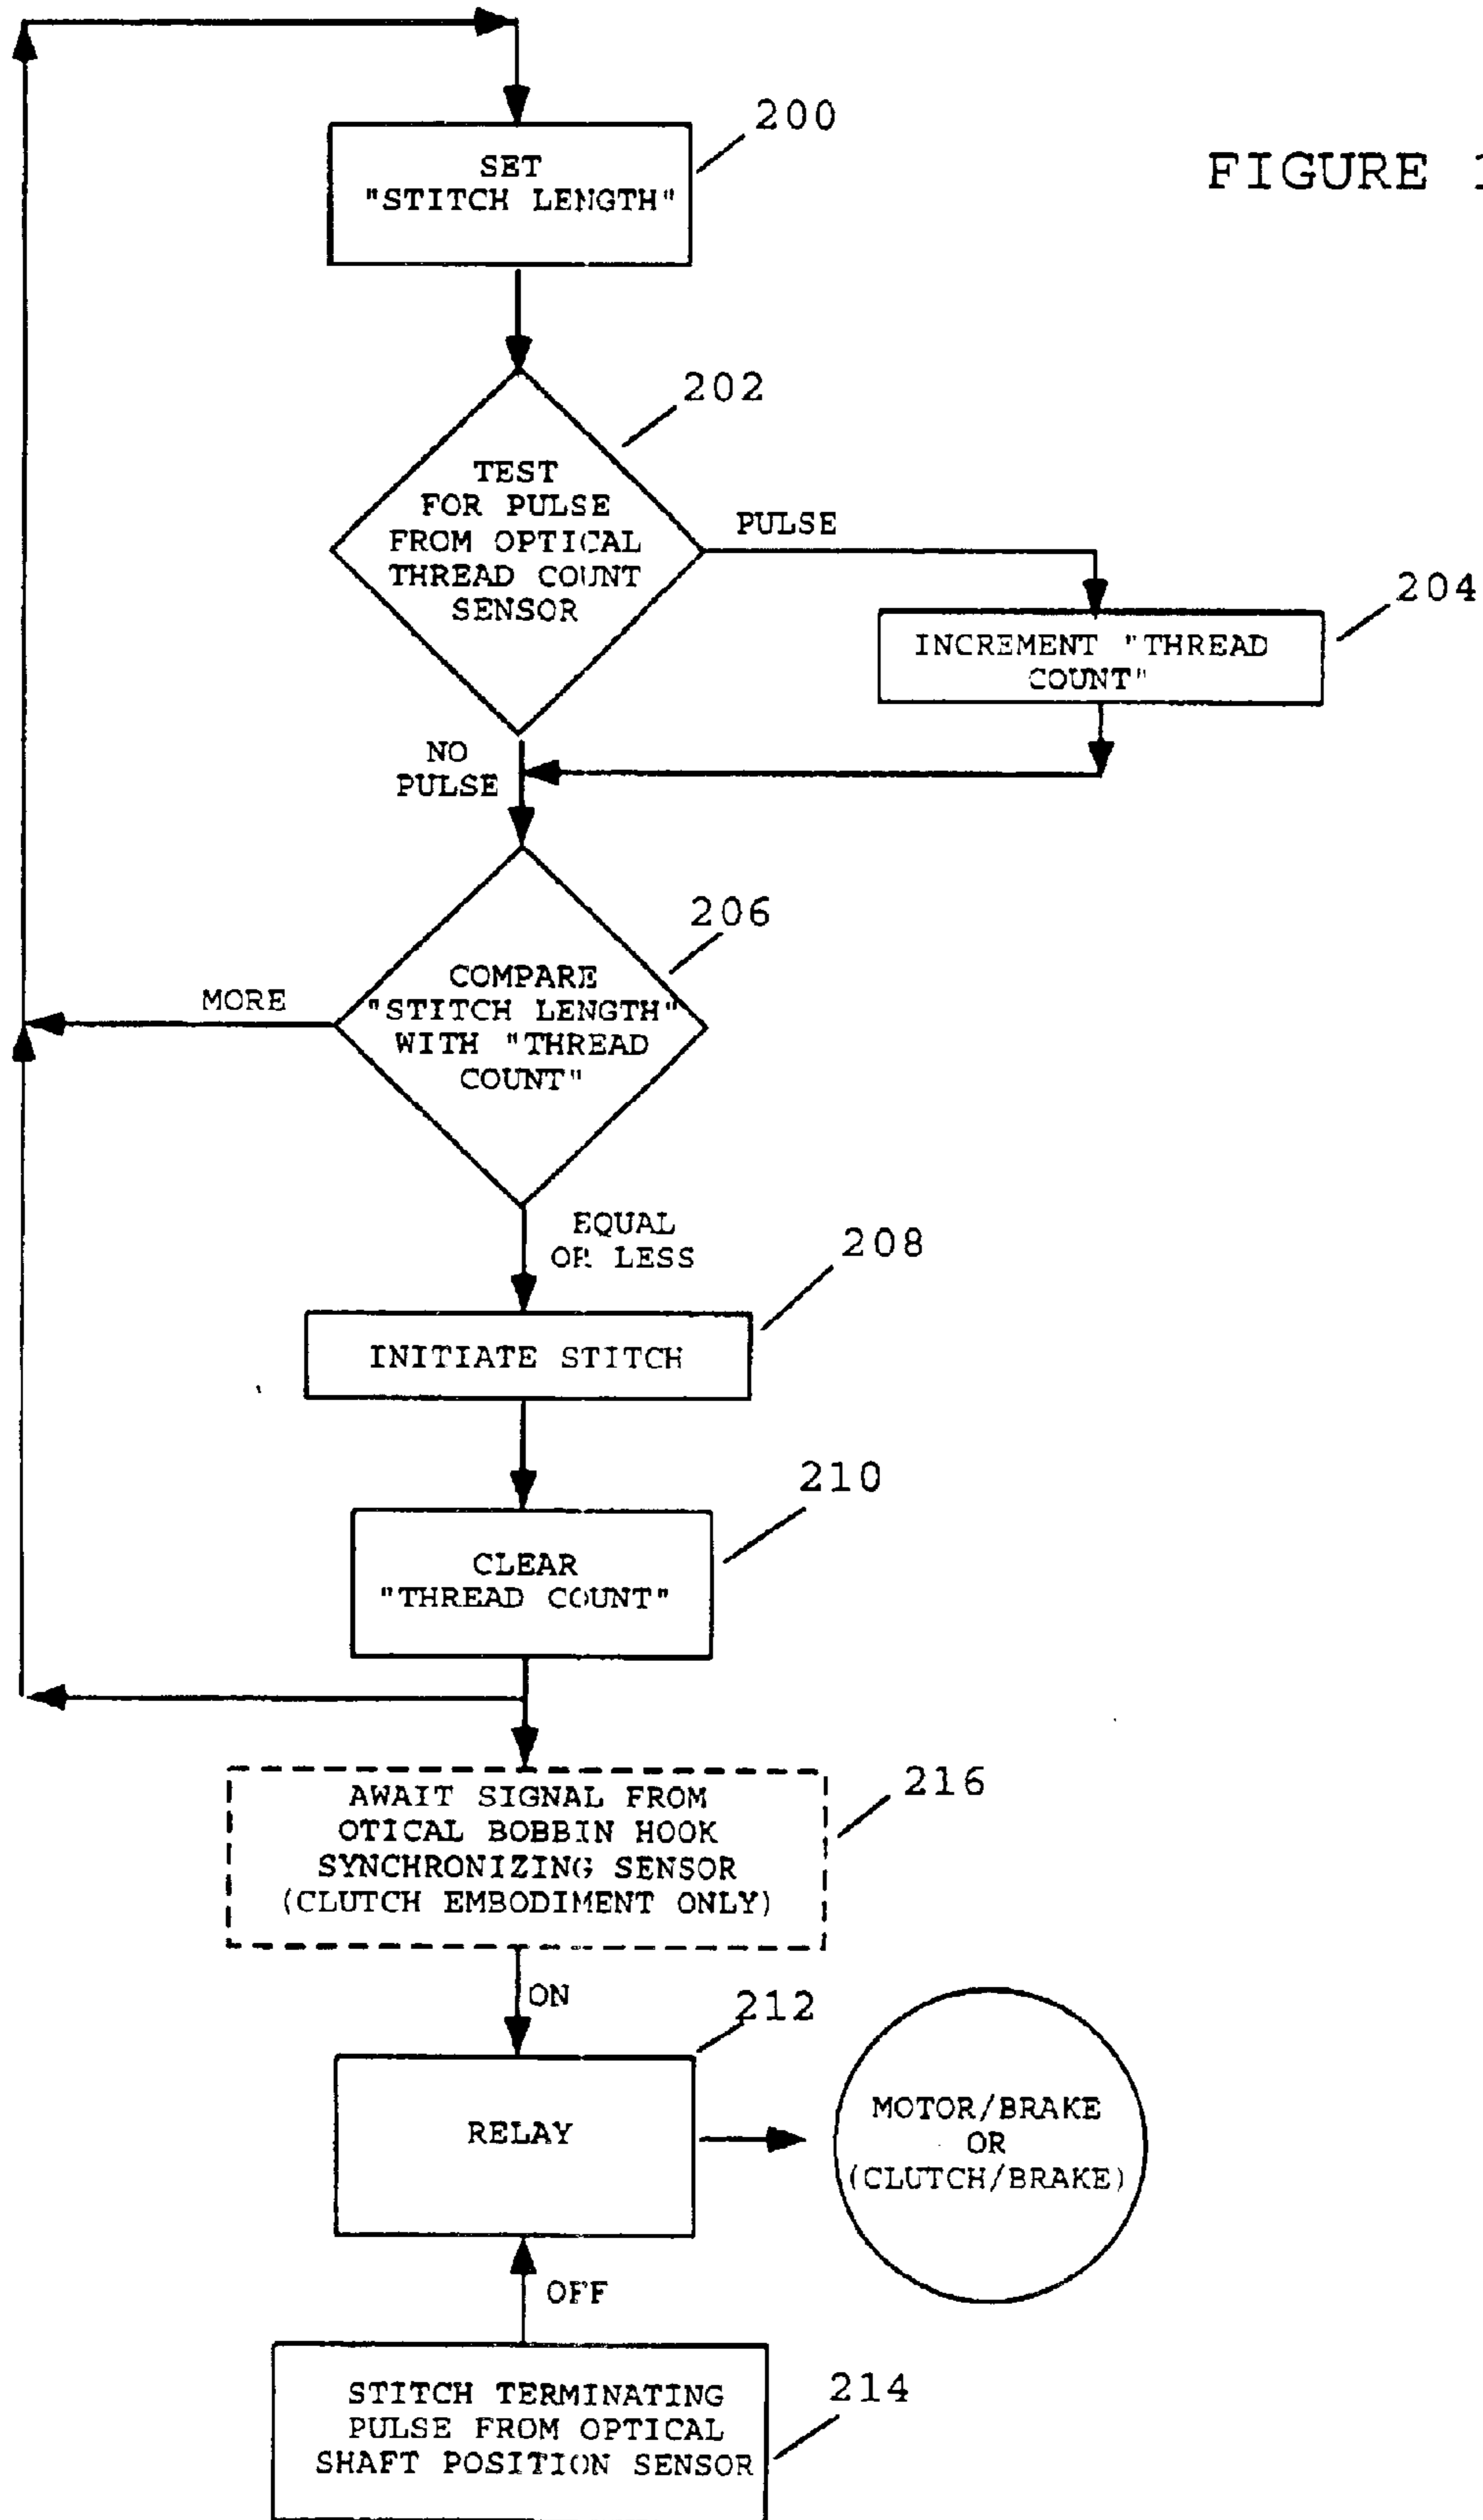 200
SET
"STITCH LENGTH"
FIGURE 1
202
TEST
FOR PULSE
FROM OPTICAL
THREAD COUNT
SENSOR
PULSE
204
INCREMENT "THREAD
COUNT"
NO
PULSE
206
COMPARE
"STITCH LENGTH"
WITH "THREAD
COUNT"
MORE
EQUAL
OR LESS
208
INITIATE STITCH
210
CLEAR
"THREAD COUNT"
216
AWAIT SIGNAL FROM
OTICAL BOBBIN HOOK
SYNCHRONIZING SENSOR
(CLUTCH EMBODIMENT ONLY)
ON
212
RELAY
MOTOR/BRAKE
OR
(CLUTCH/BRAKE)
OFF
214
STITCH TERMINATING
PULSE FROM OPTICAL
SHAFT POSITION SENSOR